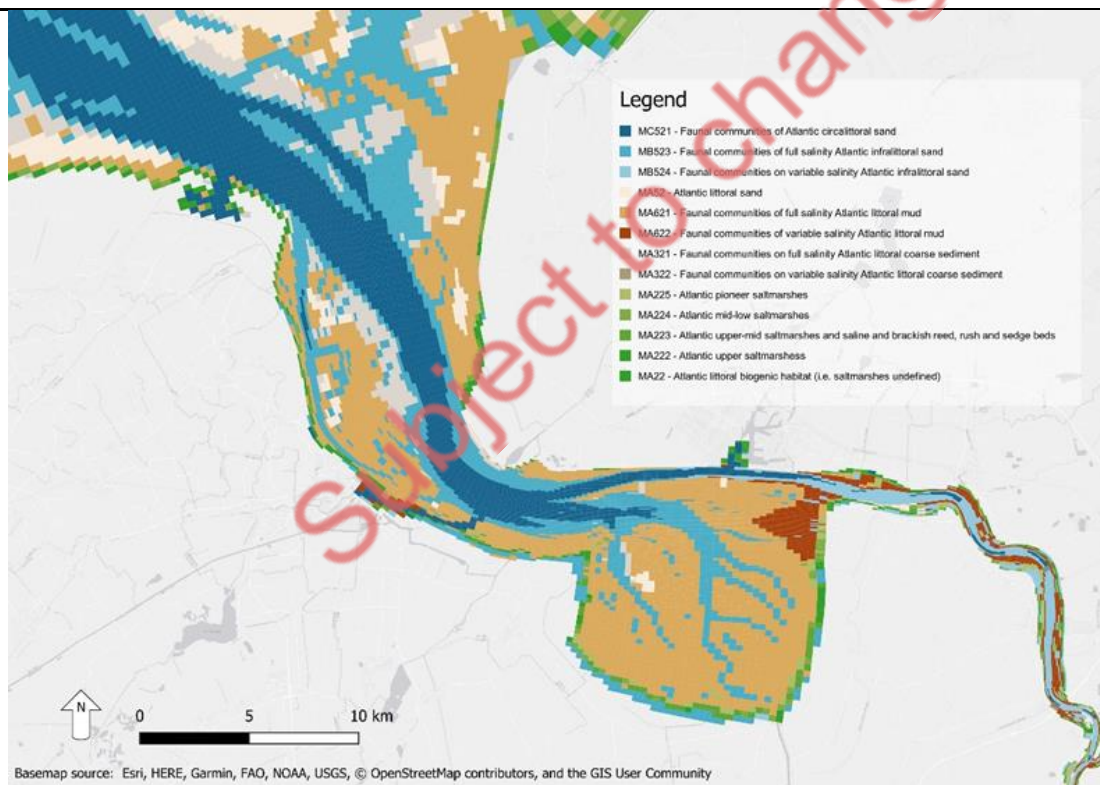 Legend
MC521 - Faunal communities of Atlantic circalittoral sand
MB523 - Faunal communities of full salinity Atlantic infralittoral sand
MB524 - Faunal communities on variable salinity Atlantic infralittoral sand
MA52 - Atlantic littoral sand
MA621 - Faunal communities of full salinity Atlantic littoral mud
MA622 - Faunal communities of variable salinity Atlantic littoral mud
MA321 - Faunal communities on full salinity Atlantic littoral coarse sediment
MA322 - Faunal communities on variable salinity Atlantic littoral coarse sediment
MA225 - Atlantic pioneer saltmarshes
MA224 - Atlantic mid-low saltmarshes
MA223 - Atlantic upper-mid saltmarshes and saline and brackish reed, rush and sedge beds
MA222 - Atlantic upper saltmarshess
MA22 - Atlantic littoral biogenic habitat (i.e. saltmarshes undefined)
Subject to chang
N
0 5 10 km
Basemap source: Esri, HERE, Garmin, FAO, NOAA, USGS, © OpenStreetMap contributors, and the GIS User Community